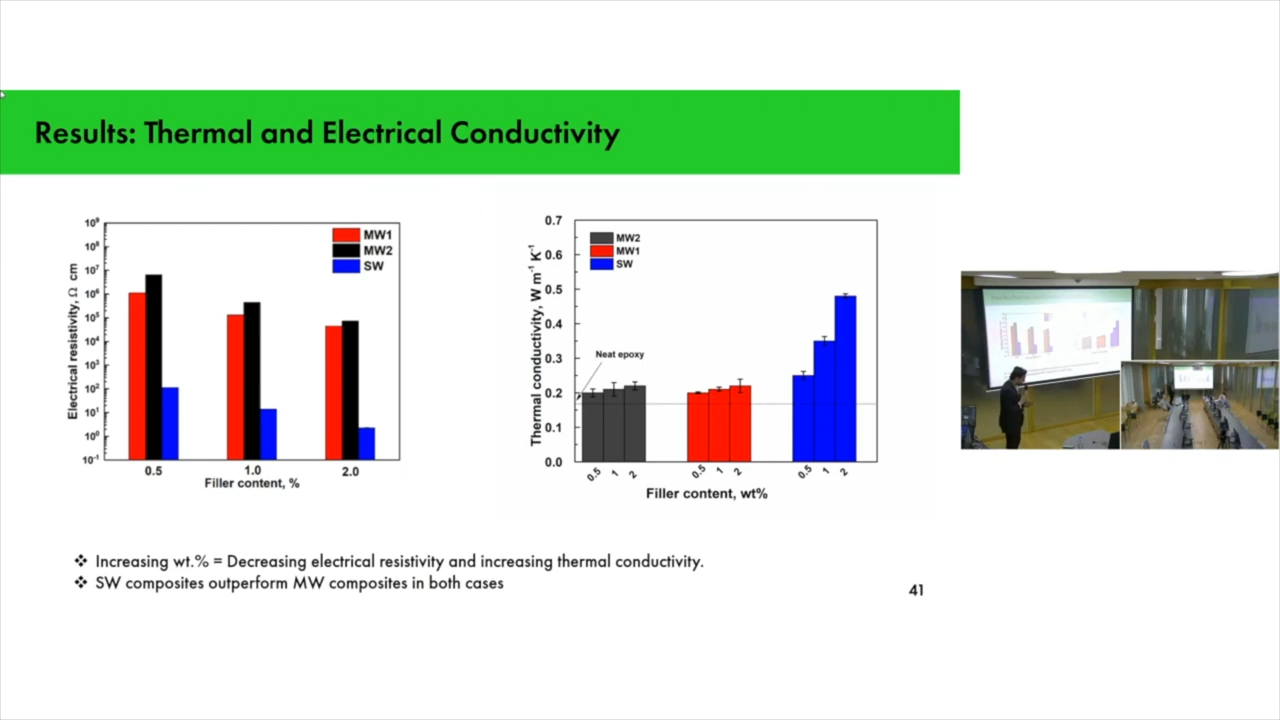 Results: Thermal and Electrical Conductivity
10⁹
10⁸
10⁷
10⁶
10⁵
10⁴
10³
10²
10¹
10⁰
10⁻¹
Electrical resistivity, Ω cm
MW1
MW2
SW
0.5 1.0 2.0
Filler content, %
0.7
0.6
0.5
0.4
0.3
0.2
0.1
0.0
Thermal conductivity, W m⁻¹ K⁻¹
MW2
MW1
SW
Neat epoxy
0.5 1 2 0.5 1 2 0.5 1 2
Filler content, wt%
❖ Increasing wt.% = Decreasing electrical resistivity and increasing thermal conductivity.
❖ SW composites outperform MW composites in both cases
41